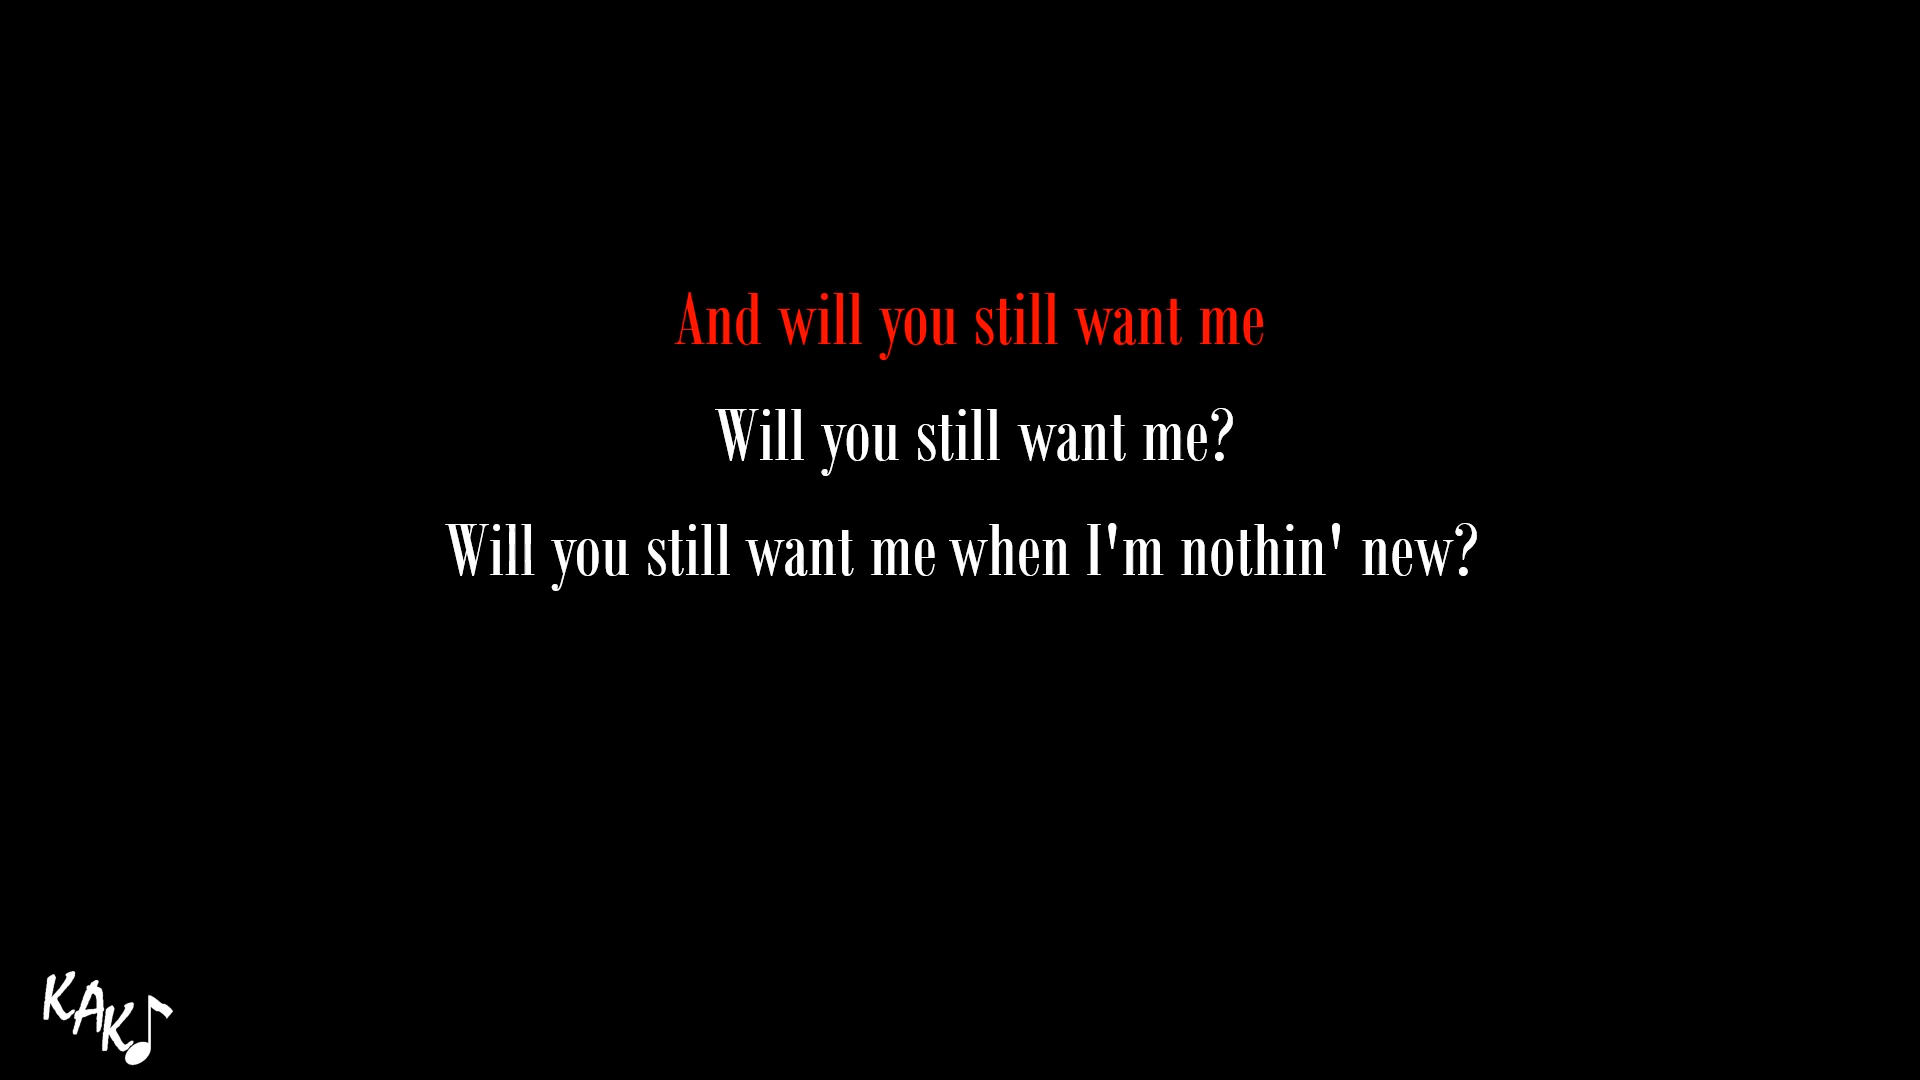 And will you still want me
Will you still want me?
Will you still want me when I'm nothin' new?
KAK